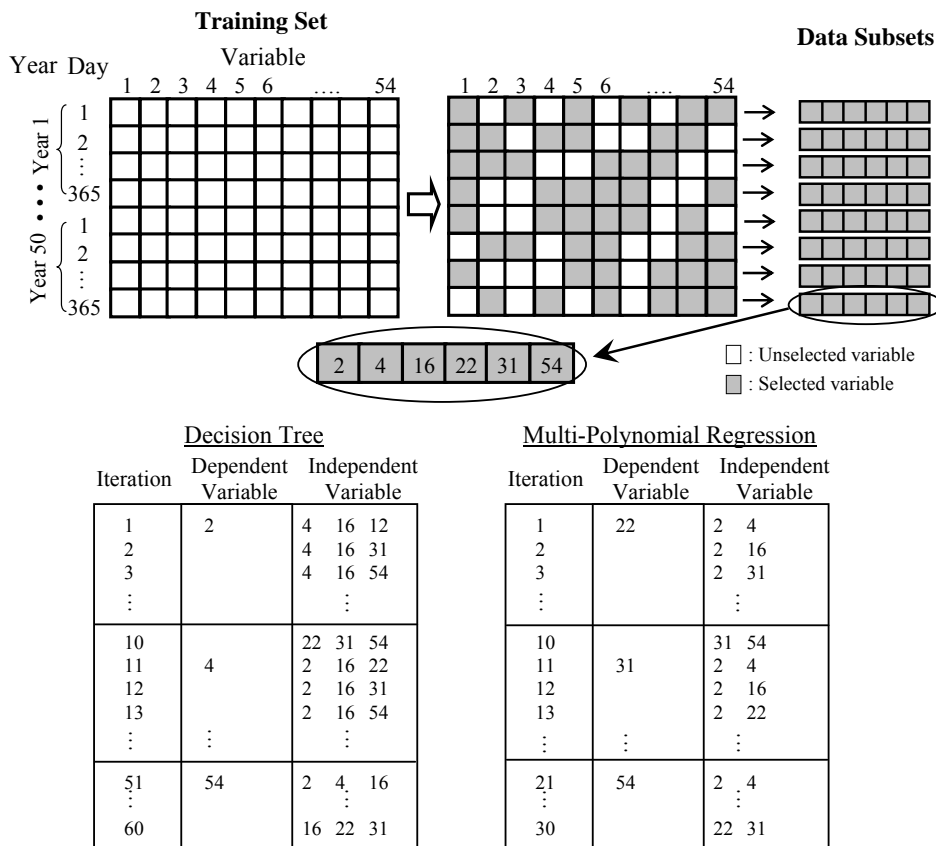 Training Set
Data Subsets
Variable
Year Day
1 2 3 4 5 6 .... 54
1 2 3 4 5 6 .... 54
Year 1
1
2
⋮
365
• • •
Year 50
1
2
⋮
365
2 4 16 22 31 54
: Unselected variable
: Selected variable
Decision Tree
Iteration Dependent Variable Independent Variable
1 2 4 16 12
2 4 16 31
3 4 16 54
⋮ ⋮
10 22 31 54
11 4 2 16 22
12 2 16 31
13 2 16 54
⋮ ⋮ ⋮
51 54 2 4 16
⋮ ⋮
60 16 22 31
Multi-Polynomial Regression
Iteration Dependent Variable Independent Variable
1 22 2 4
2 2 16
3 2 31
⋮ ⋮
10 31 54
11 31 2 4
12 2 16
13 2 22
⋮ ⋮ ⋮
21 54 2 4
⋮ ⋮
30 22 31